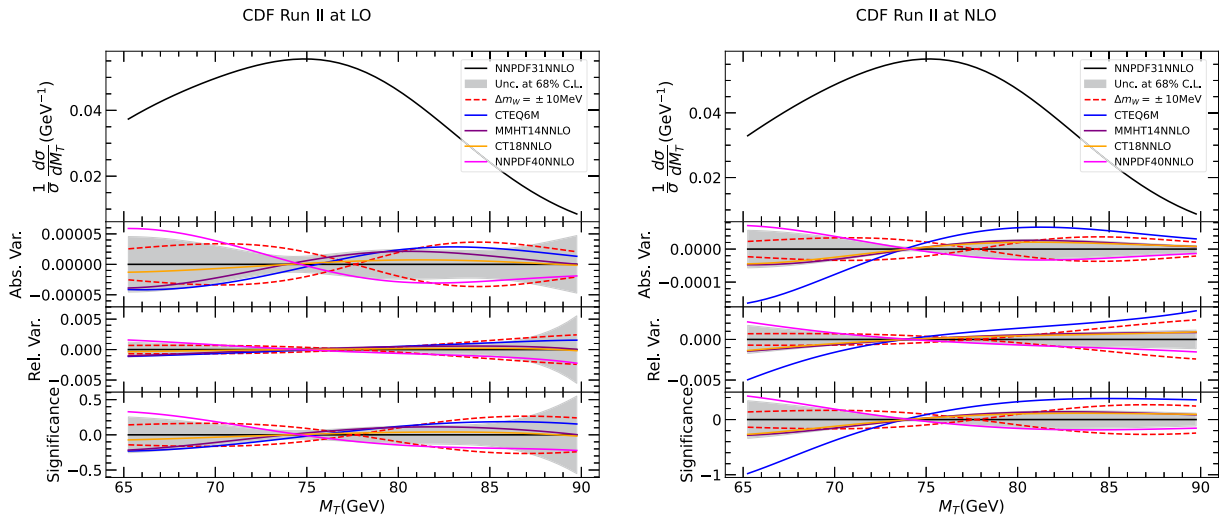 CDF Run II at LO
NNPDF31NNLO
Unc. at 68% C.L.
Δm_W = ±10MeV
CTEQ6M
MMHT14NNLO
CT18NNLO
NNPDF40NNLO
1/σ dσ/dM_T (GeV⁻¹)
0.04
0.02
Abs. Var.
0.00005
0.00000
−0.00005
Rel. Var.
0.005
0.000
−0.005
Significance
0.5
0.0
−0.5
65 70 75 80 85 90
M_T(GeV)
CDF Run II at NLO
NNPDF31NNLO
Unc. at 68% C.L.
Δm_W = ±10MeV
CTEQ6M
MMHT14NNLO
CT18NNLO
NNPDF40NNLO
1/σ dσ/dM_T (GeV⁻¹)
0.04
0.02
Abs. Var.
0.0000
−0.0001
Rel. Var.
0.000
−0.005
Significance
0
−1
65 70 75 80 85 90
M_T(GeV)